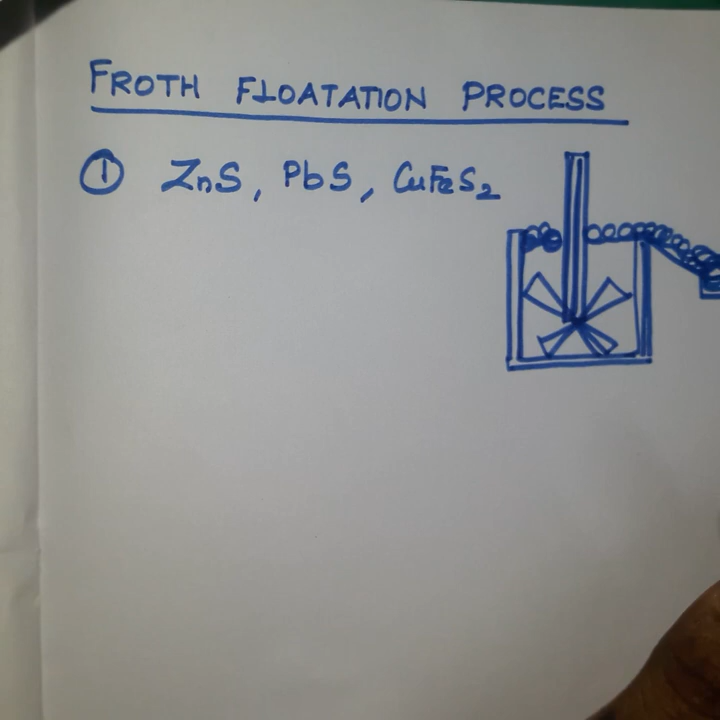 FROTH FLOATATION PROCESS
① ZnS, PbS, CuFeS₂